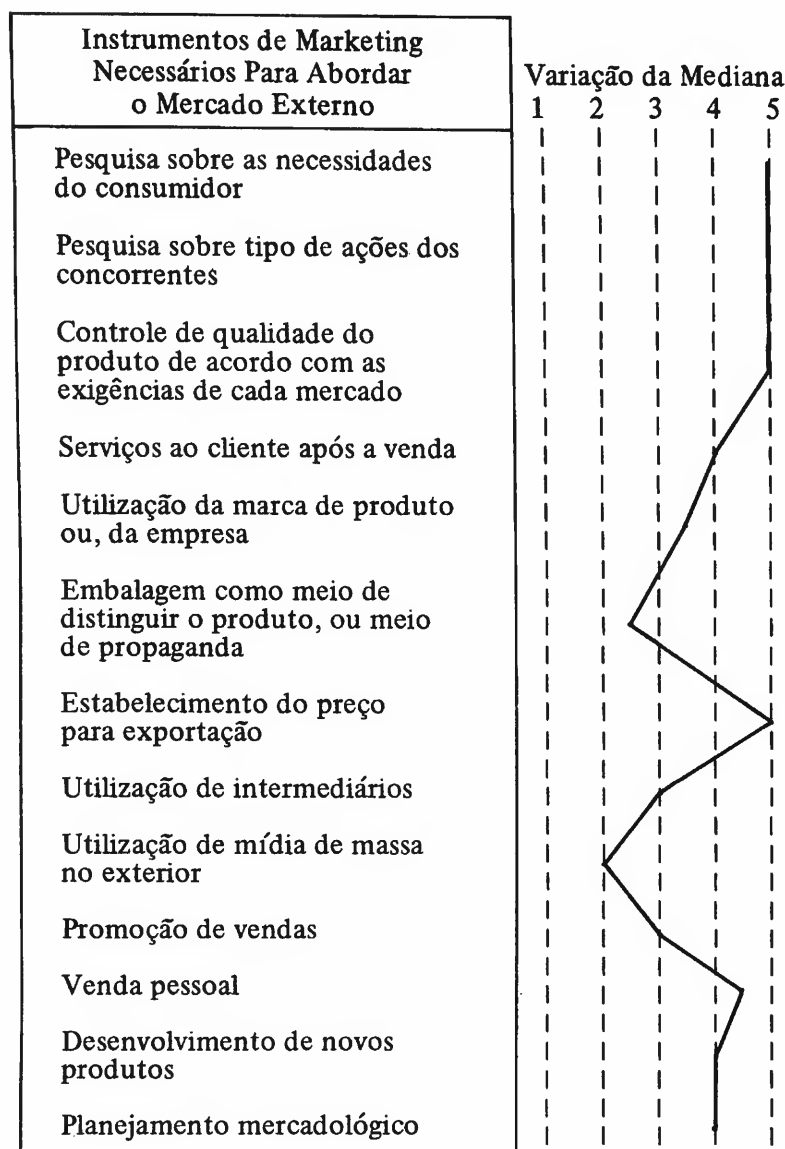 Instrumentos de Marketing
Necessários Para Abordar
o Mercado Externo
Variação da Mediana
1 2 3 4 5
Pesquisa sobre as necessidades
do consumidor
Pesquisa sobre tipo de ações dos
concorrentes
Controle de qualidade do
produto de acordo com as
exigências de cada mercado
Serviços ao cliente após a venda
Utilização da marca de produto
ou, da empresa
Embalagem como meio de
distinguir o produto, ou meio
de propaganda
Estabelecimento do preço
para exportação
Utilização de intermediários
Utilização de mídia de massa
no exterior
Promoção de vendas
Venda pessoal
Desenvolvimento de novos
produtos
Planejamento mercadológico